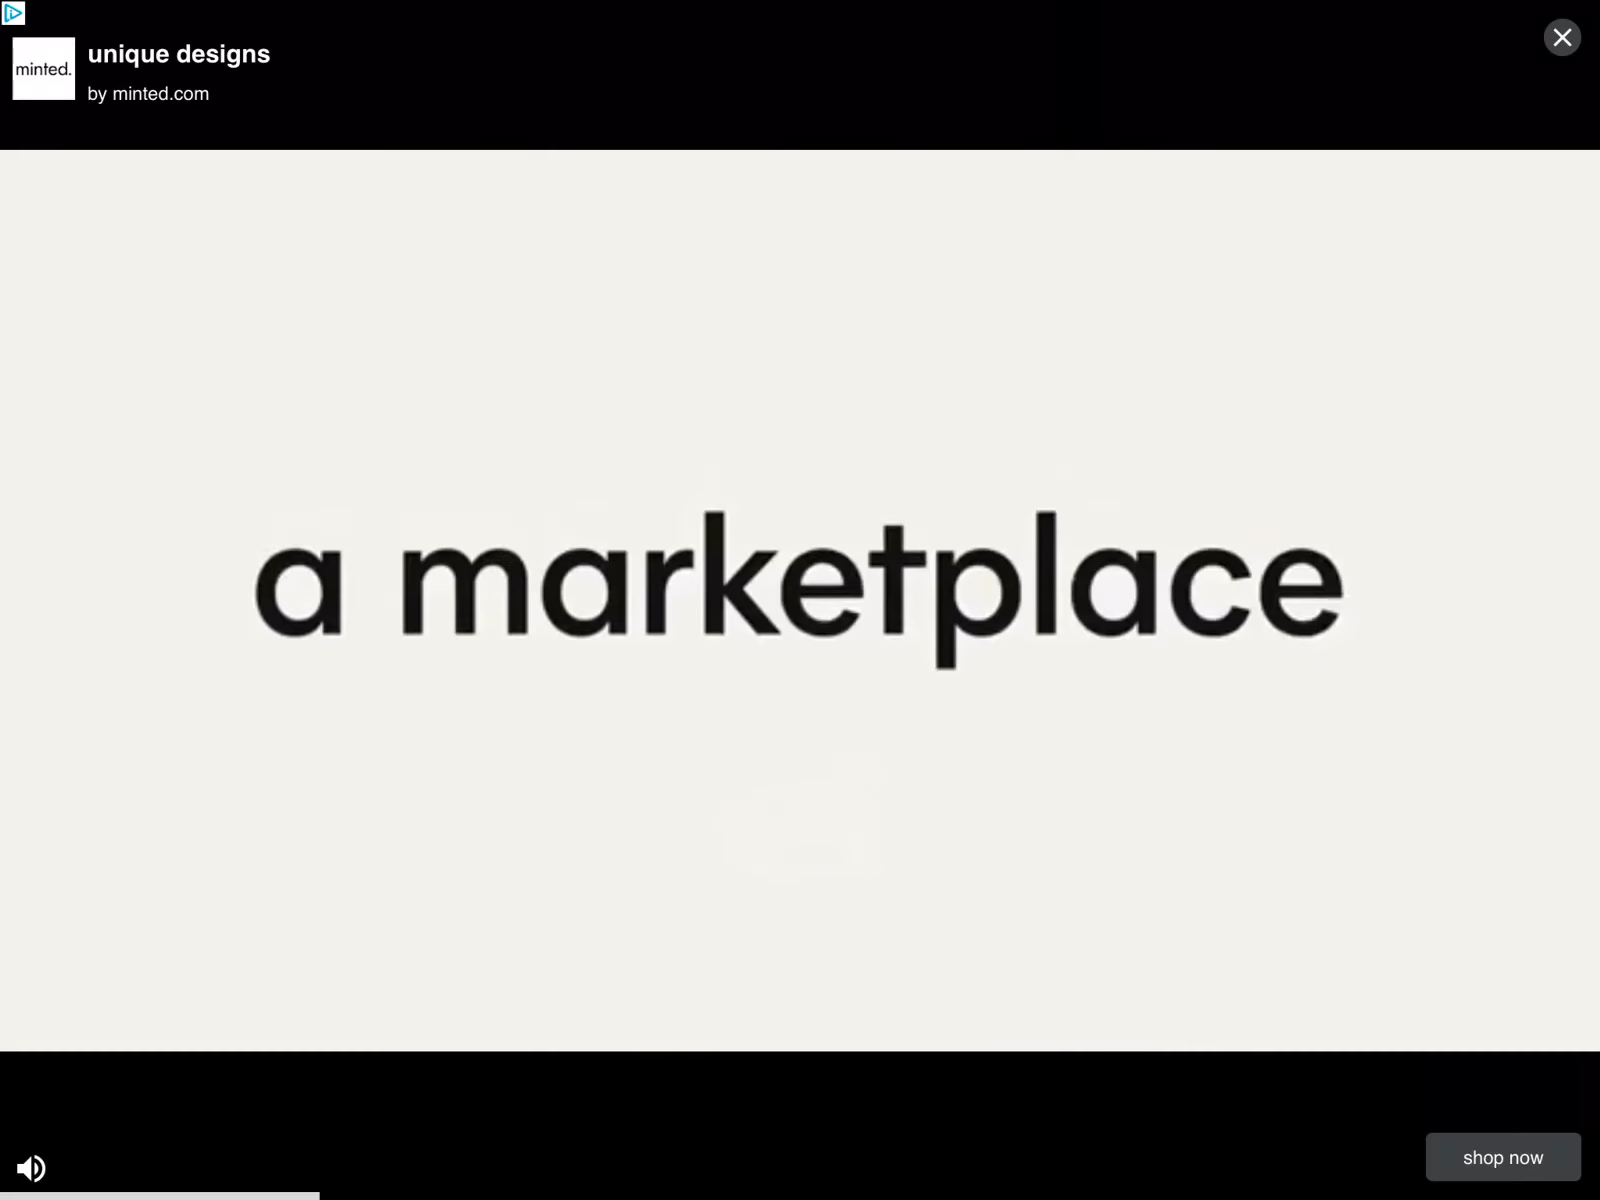 minted.
unique designs
by minted.com
a marketplace
shop now